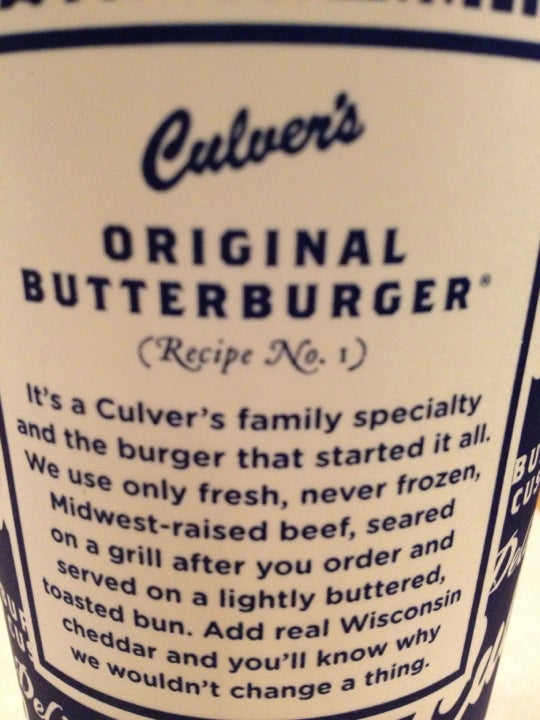 Culver's
ORIGINAL
BUTTERBURGER®
(Recipe No. 1)
It's a Culver's family specialty
and the burger that started it all.
We use only fresh, never frozen,
Midwest-raised beef, seared
on a grill after you order and
served on a lightly buttered,
toasted bun. Add real Wisconsin
cheddar and you'll know why
we wouldn't change a thing.